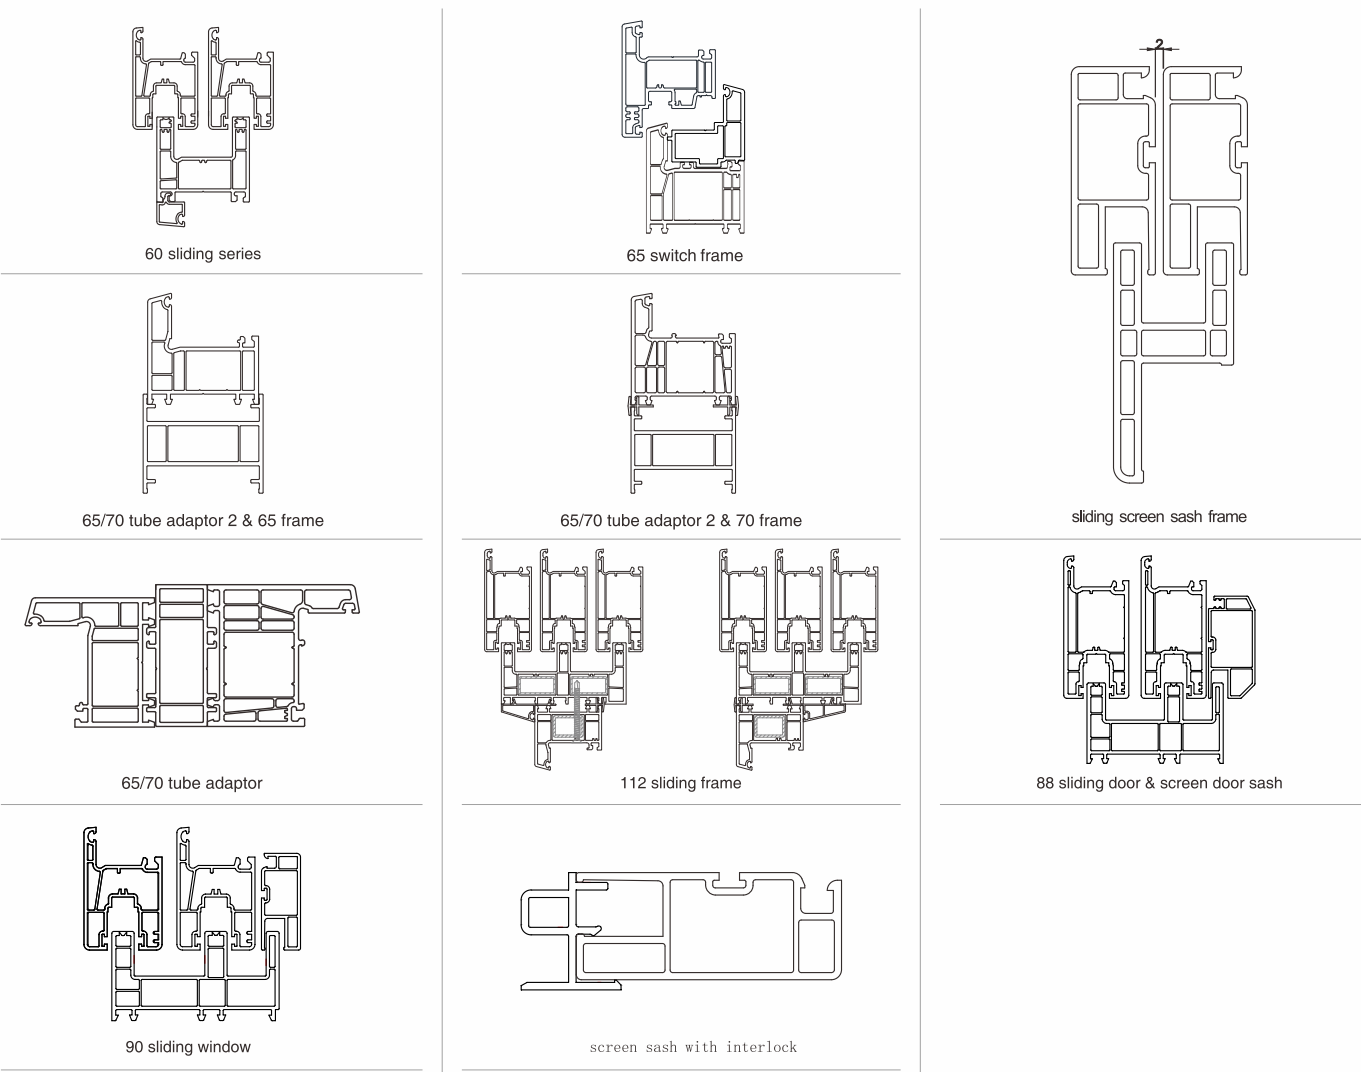 2
60 sliding series
65 switch frame
65/70 tube adaptor 2 & 65 frame
65/70 tube adaptor 2 & 70 frame
sliding screen sash frame
65/70 tube adaptor
112 sliding frame
88 sliding door & screen door sash
90 sliding window
screen sash with interlock